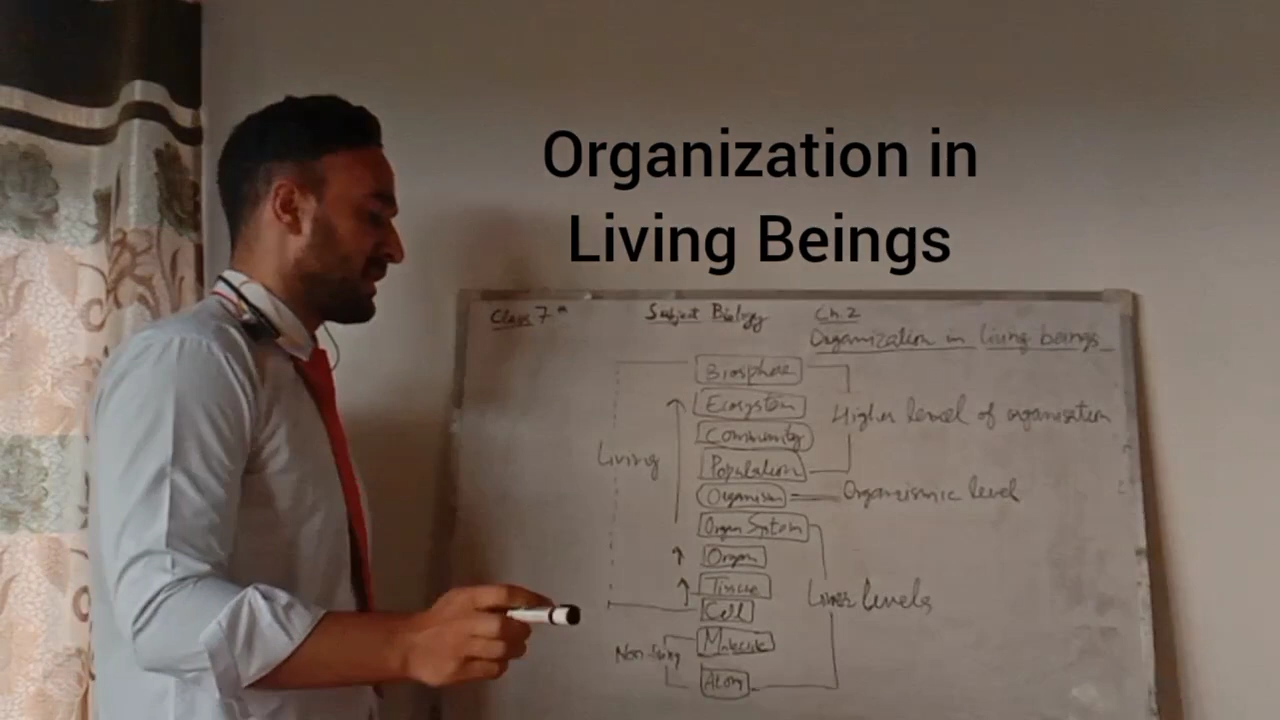 Organization in
Living Beings
Class 7th Subject Biology Ch. 2
Organization in living beings
Biosphere
Ecosystem
Higher level of organisation
Community
Living
Population
Organism Organismic level
Organ System
Organ
Tissue
Lower levels
Cell
Molecule
Non living
Atom